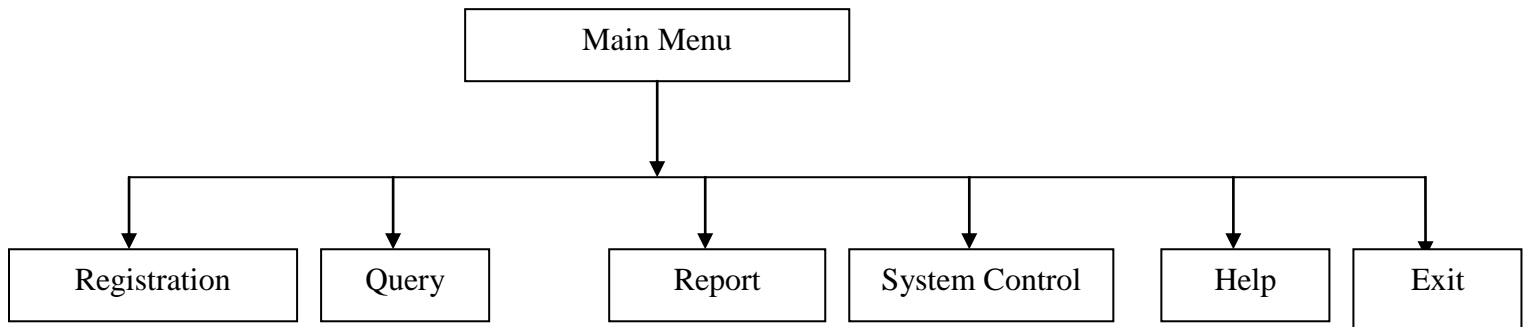 Main Menu
Registration
Query
Report
System Control
Help
Exit